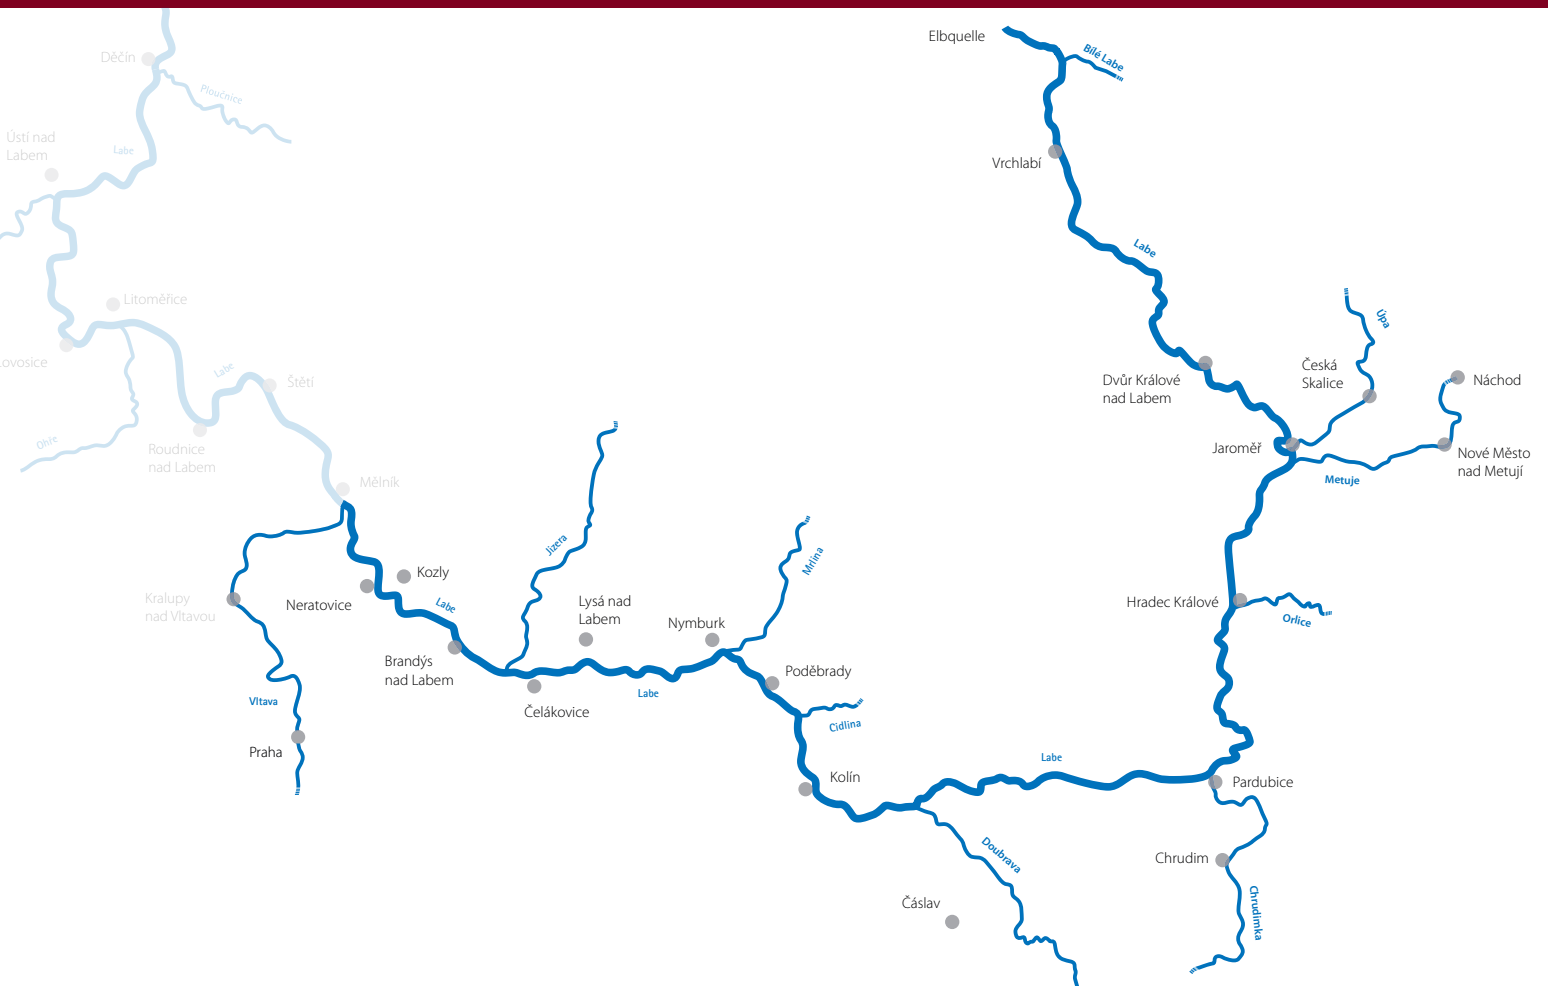 Elbquelle
Bílé Labe
Děčín
Ploučnice
Ústí nad
Labem
Labe
Vrchlabí
Labe
Litoměřice
Úpa
ovosice
Labe
Štětí
Česká
Skalice
Dvůr Králové
nad Labem
Náchod
Ohře
Roudnice
nad Labem
Jaroměř
Nové Město
nad Metují
Metuje
Mělník
Jizera
Mrlina
Kozly
Kralupy
nad Vltavou
Neratovice
Labe
Lysá nad
Labem
Nymburk
Hradec Králové
Orlice
Brandýs
nad Labem
Poděbrady
Vltava
Labe
Čelákovice
Cidlina
Praha
Labe
Kolín
Pardubice
Doubrava
Chrudim
Čáslav
Chrudimka